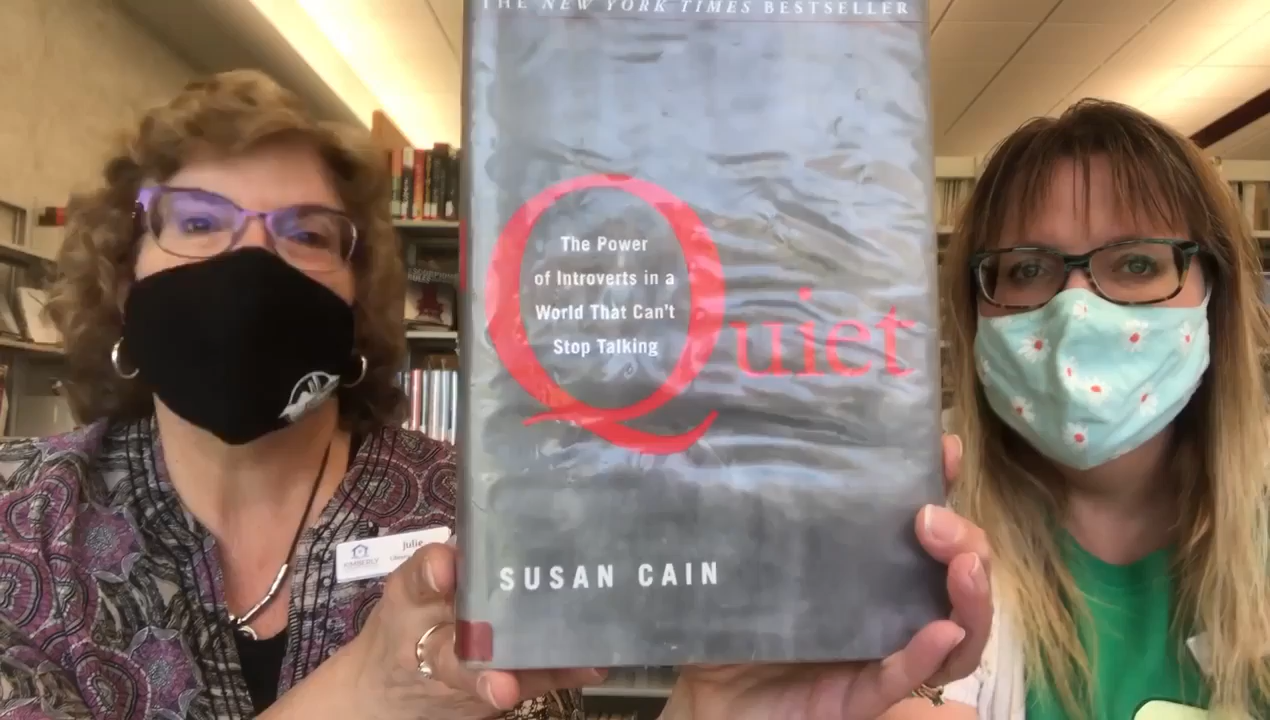 THE NEW YORK TIMES BESTSELLER
Quiet
The Power
of Introverts in a
World That Can't
Stop Talking
SUSAN CAIN
Julie
KIMBERLY